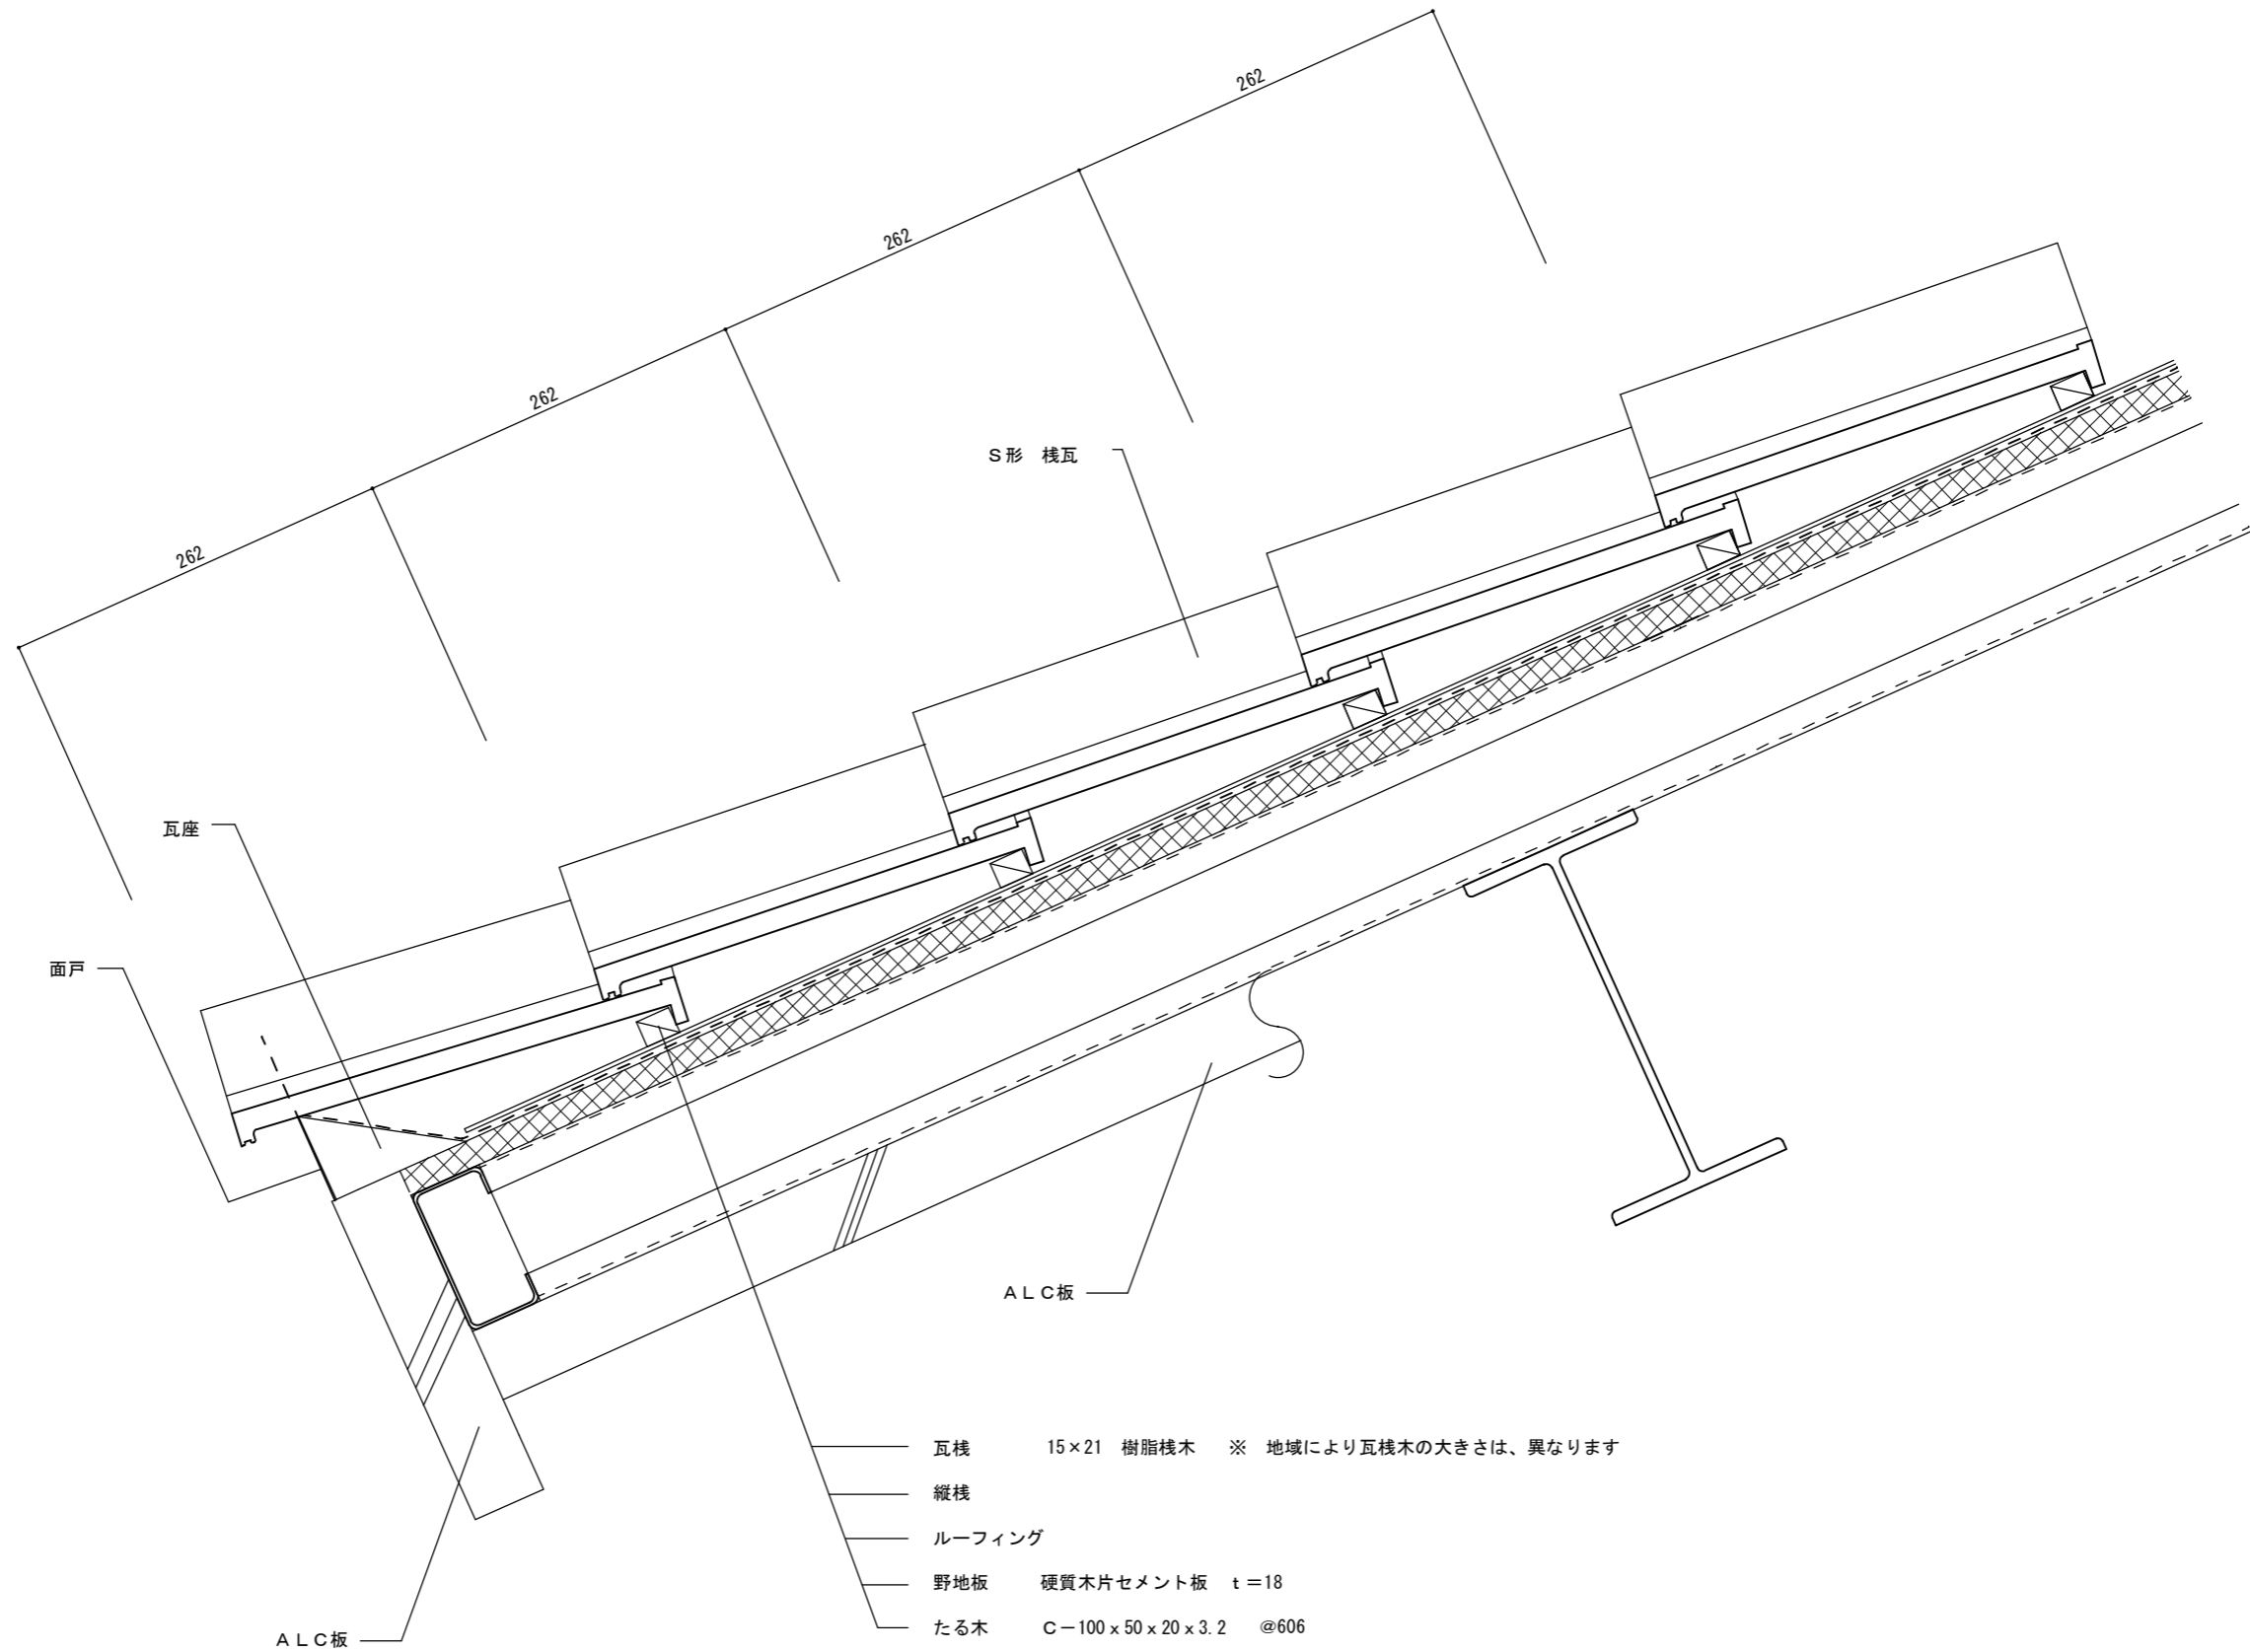 262
262
262
262
S形　桟瓦
瓦座
面戸
ALC板
瓦桟　15×21　樹脂桟木　※　地域により瓦桟木の大きさは、異なります
縦桟
ルーフィング
野地板　硬質木片セメント板　t=18
たる木　C-100x50x20x3.2　@606
ALC板